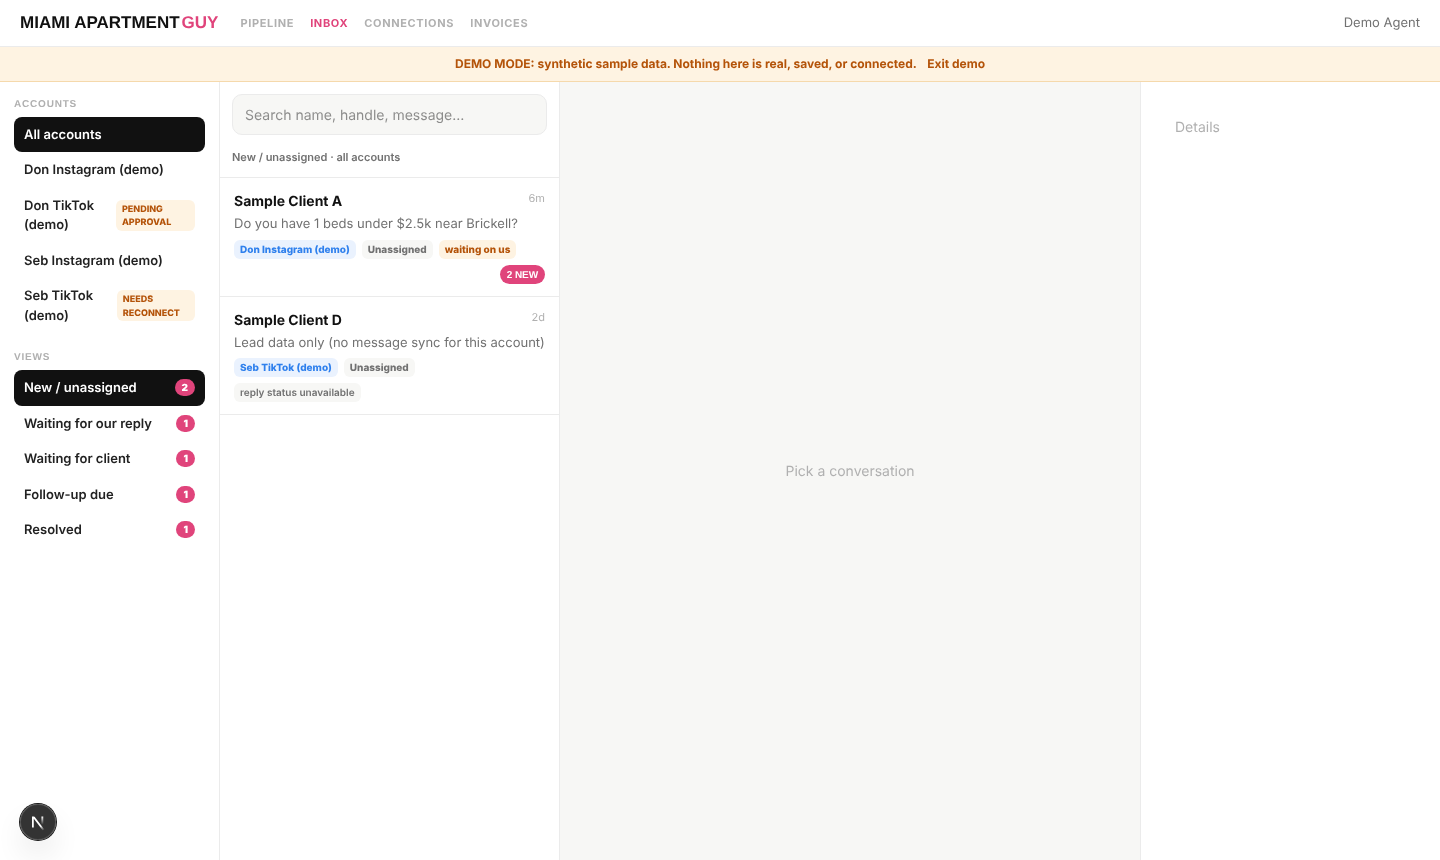 MIAMI APARTMENT GUY PIPELINE INBOX CONNECTIONS INVOICES Demo Agent
DEMO MODE: synthetic sample data. Nothing here is real, saved, or connected. Exit demo
ACCOUNTS
All accounts
Don Instagram (demo)
Don TikTok
(demo)
PENDING
APPROVAL
Seb Instagram (demo)
Seb TikTok
(demo)
NEEDS
RECONNECT
VIEWS
New / unassigned 2
Waiting for our reply 1
Waiting for client 1
Follow-up due 1
Resolved 1
N
Search name, handle, message...
New / unassigned · all accounts
Sample Client A 6m
Do you have 1 beds under $2.5k near Brickell?
Don Instagram (demo) Unassigned waiting on us
2 NEW
Sample Client D 2d
Lead data only (no message sync for this account)
Seb TikTok (demo) Unassigned
reply status unavailable
Pick a conversation
Details